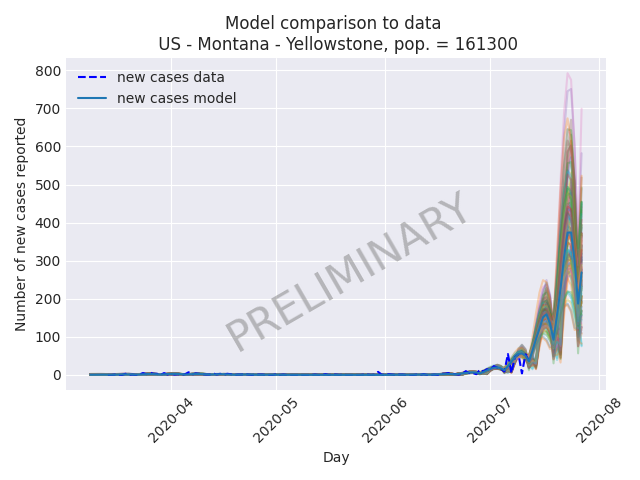 Model comparison to data
US - Montana - Yellowstone, pop. = 161300
new cases data
new cases model
PRELIMINARY
Number of new cases reported
800
700
600
500
400
300
200
100
0
2020-04
2020-05
2020-06
2020-07
2020-08
Day